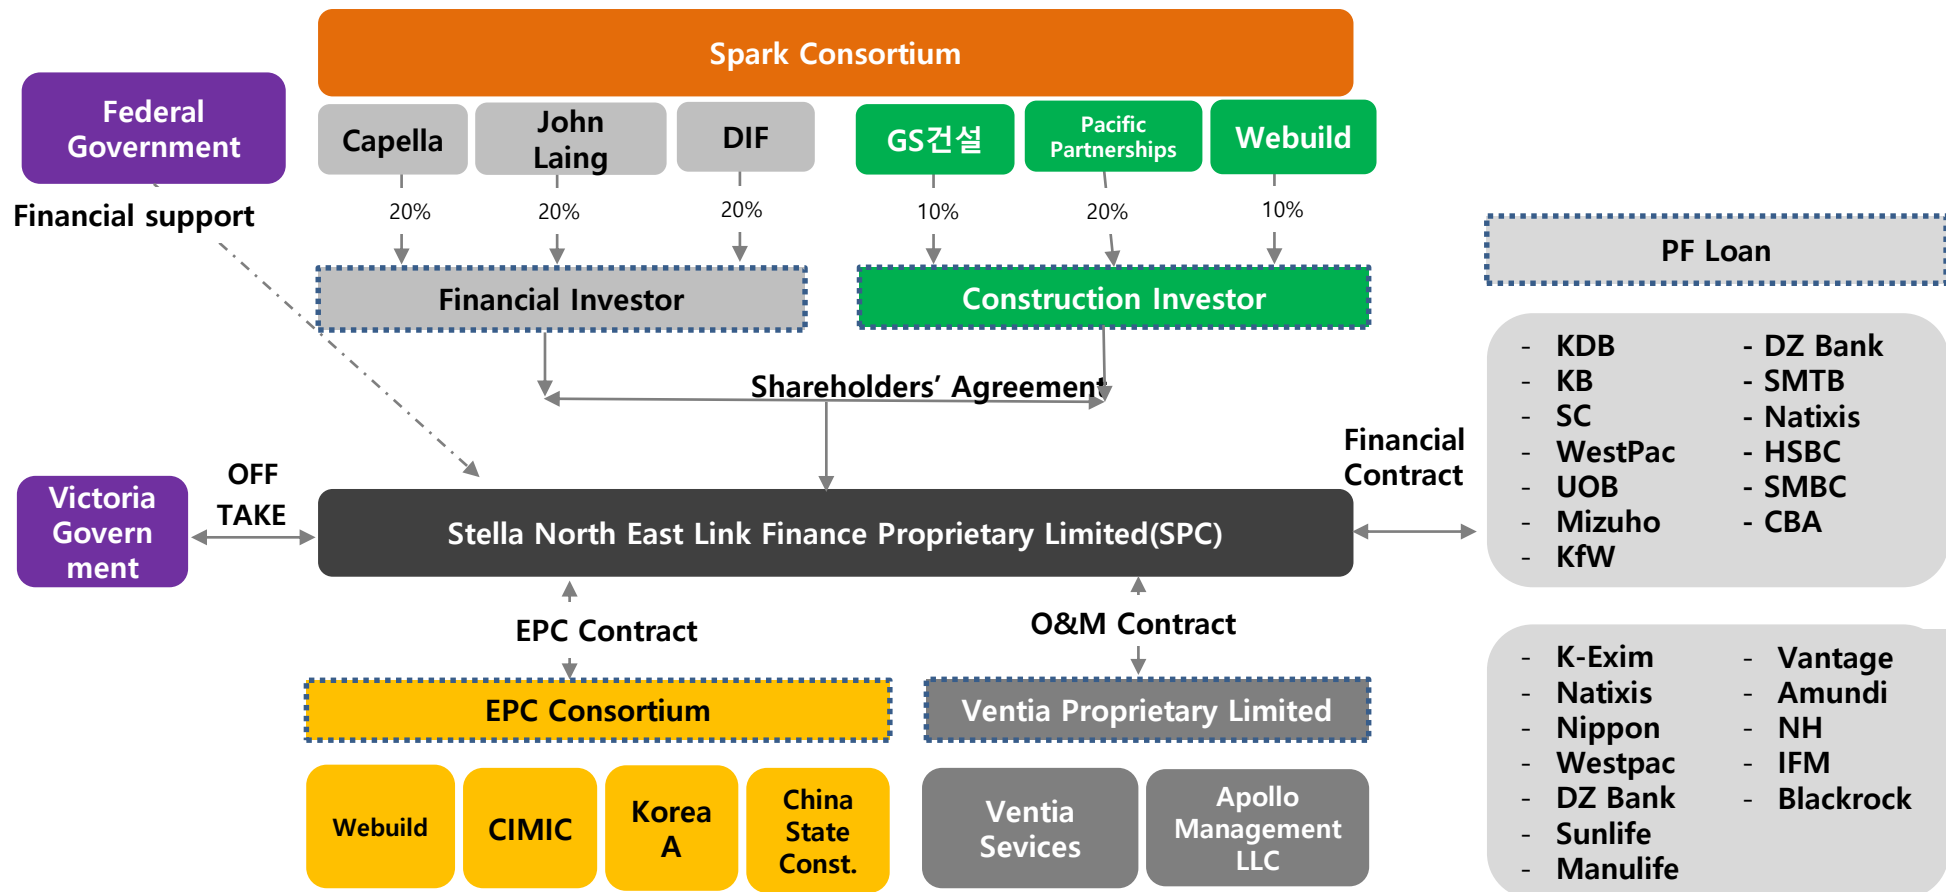 Spark Consortium
Federal
Government
Capella
John
Laing
DIF
GS건설
Pacific
Partnerships
Webuild
Financial support
20%
20%
20%
10%
20%
10%
Financial Investor
Construction Investor
PF Loan
Shareholders’ Agreement
- KDB
- KB
- SC
- WestPac
- UOB
- Mizuho
- KfW
- DZ Bank
- SMTB
- Natixis
- HSBC
- SMBC
- CBA
Financial
Contract
OFF
TAKE
Victoria
Govern
ment
Stella North East Link Finance Proprietary Limited(SPC)
EPC Contract
O&M Contract
EPC Consortium
Ventia Proprietary Limited
- K-Exim
- Natixis
- Nippon
- Westpac
- DZ Bank
- Sunlife
- Manulife
- Vantage
- Amundi
- NH
- IFM
- Blackrock
Webuild
CIMIC
Korea
A
China
State
Const.
Ventia
Sevices
Apollo
Management
LLC